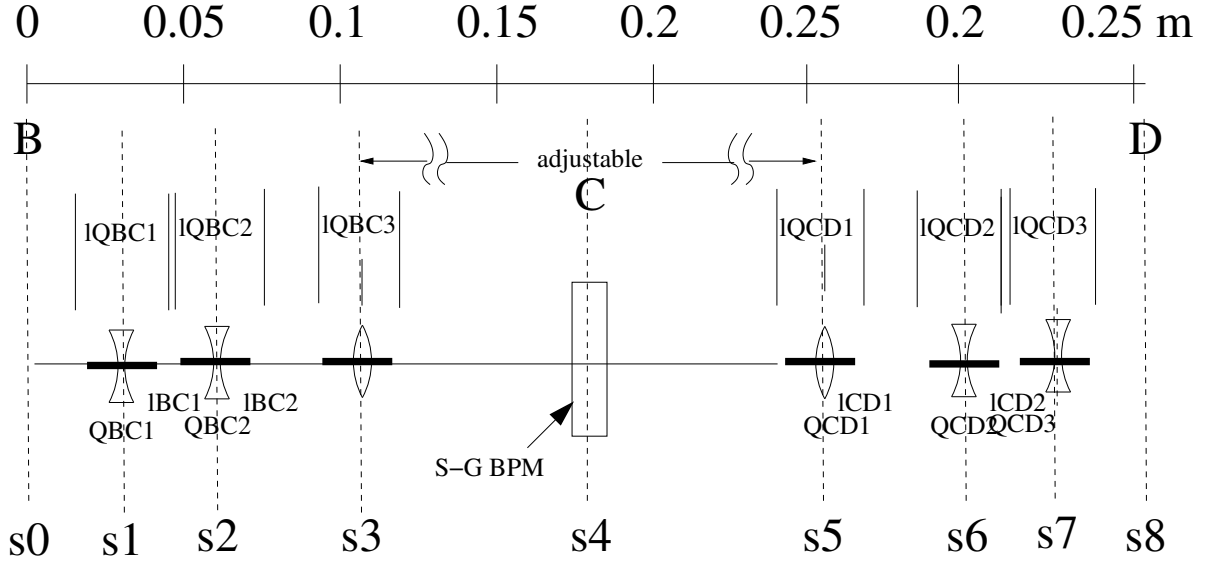 0 0.05 0.1 0.2 0.25 0.2 0.25 m
B D
adjustable
C
lQBC1 lQBC2 lQBC3 lQCD1 lQCD2 lQCD3
lBC1 lBC2 lCD1 lCD2
QBC1 QBC2 QCD1 QCD2 QCD3
S-G BPM
s0 s1 s2 s3 s4 s5 s6 s7 s8